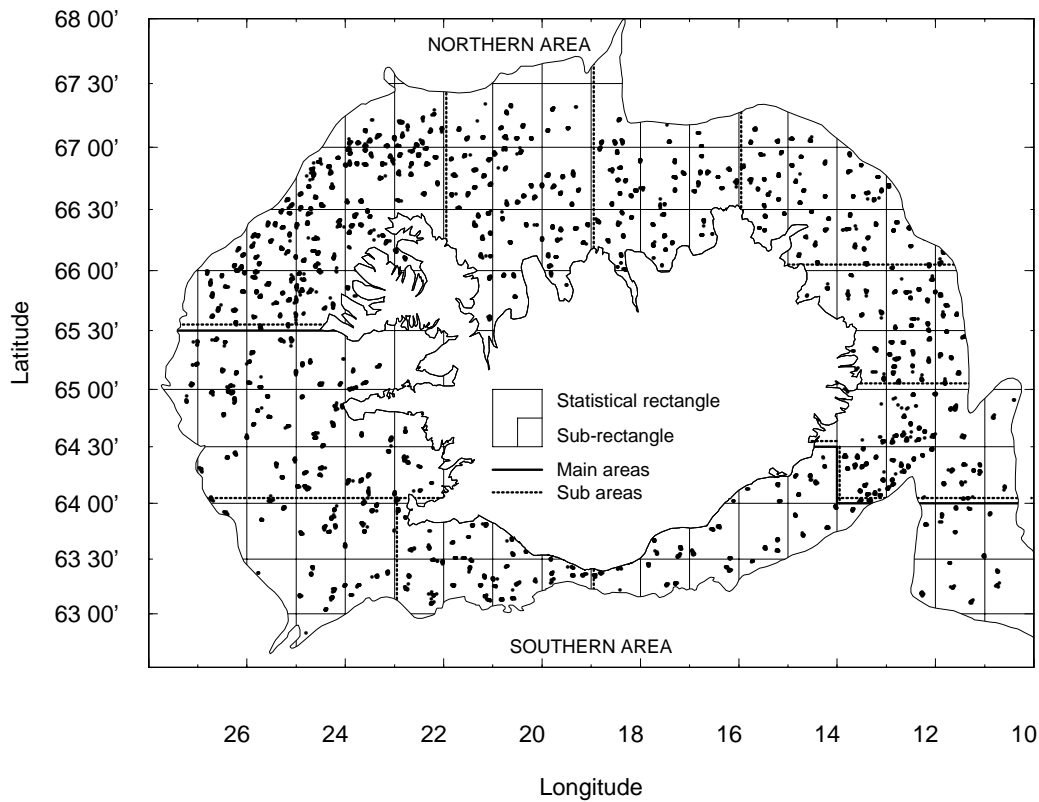 68 00’
NORTHERN AREA
67 30’
67 00’
66 30’
66 00’
65 30’
Latitude
65 00’
Statistical rectangle
64 30’
Sub-rectangle
Main areas
Sub areas
64 00’
63 30’
63 00’
SOUTHERN AREA
26 24 22 20 18 16 14 12 10
Longitude